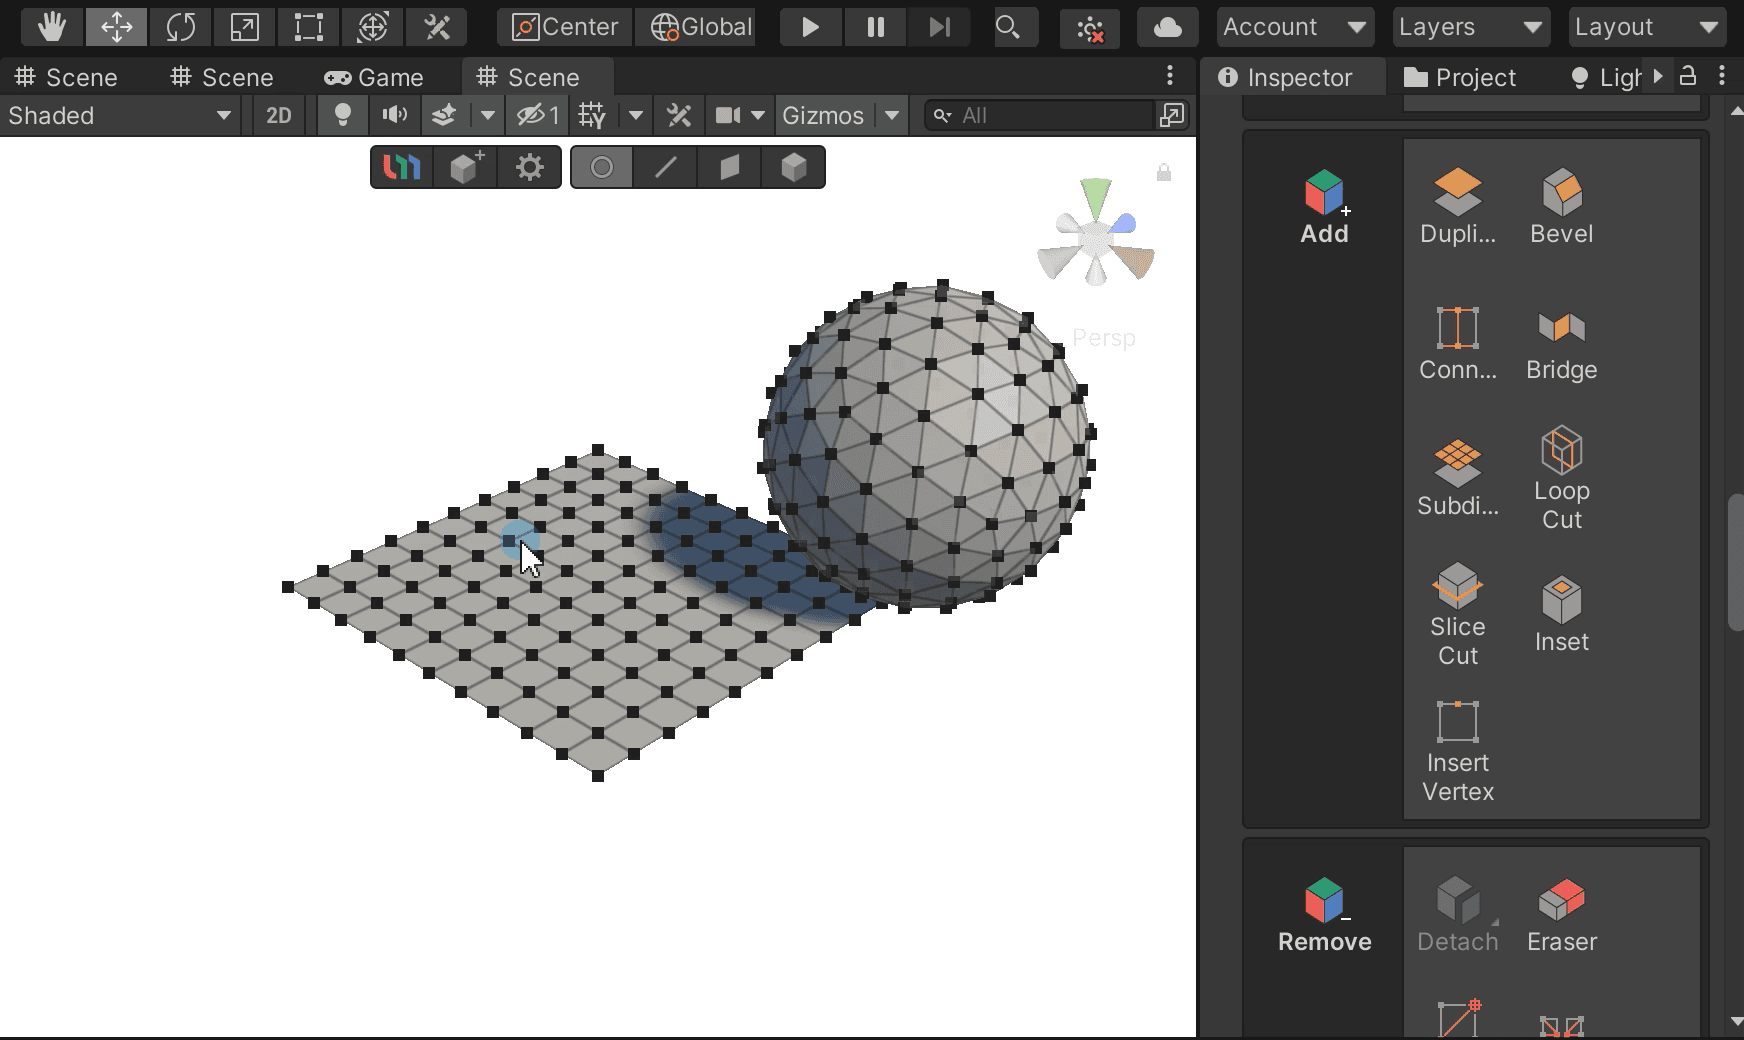 Center Global Account Layers Layout
Scene Scene Game Scene Inspector Project Ligh
Shaded 2D 1 Gizmos All
Persp
Add
Dupli... Bevel
Conn... Bridge
Subdi... Loop Cut
Slice Cut Inset
Insert Vertex
Remove
Detach Eraser